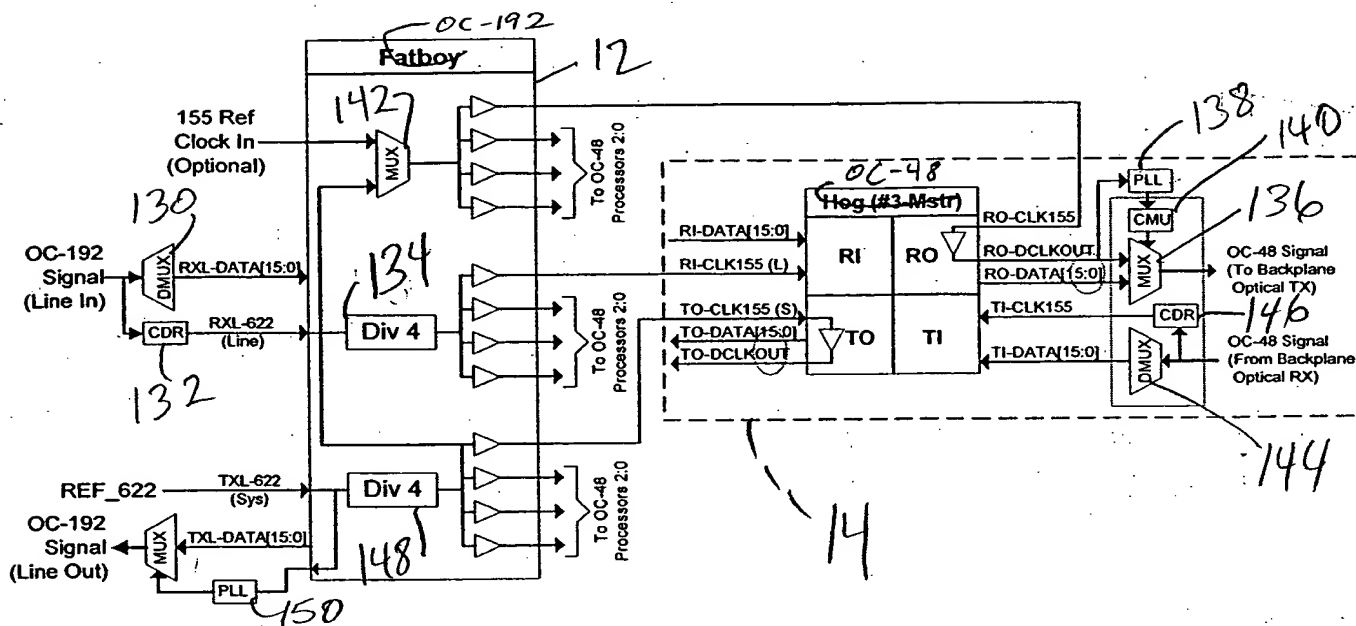 OC-192
Fatboy
12
142
155 Ref
Clock In
(Optional)
MUX
To OC-48
Processors 2:0
130
OC-192
Signal
(Line In)
DMUX
RXL-DATA[15:0]
CDR
RXL-622
(Line)
132
134
Div 4
To OC-48
Processors 2:0
REF_622
TXL-622
(Sys)
Div 4
148
To OC-48
Processors 2:0
OC-192
Signal
(Line Out)
MUX
TXL-DATA[15:0]
PLL
150
OC-48
Hog (#3-Mstr)
RI-DATA[15:0]
RI
RO
RO-CLK155
RI-CLK155 (L)
RO-DCLKOUT
RO-DATA[15:0]
TO-CLK155 (S)
TO-DATA[15:0]
TO-DCLKOUT
TO
TI
TI-CLK155
TI-DATA[15:0]
138
140
PLL
CMU
136
MUX
OC-48 Signal
(To Backplane
Optical TX)
CDR
146
OC-48 Signal
(From Backplane
Optical RX)
DMUX
144
14